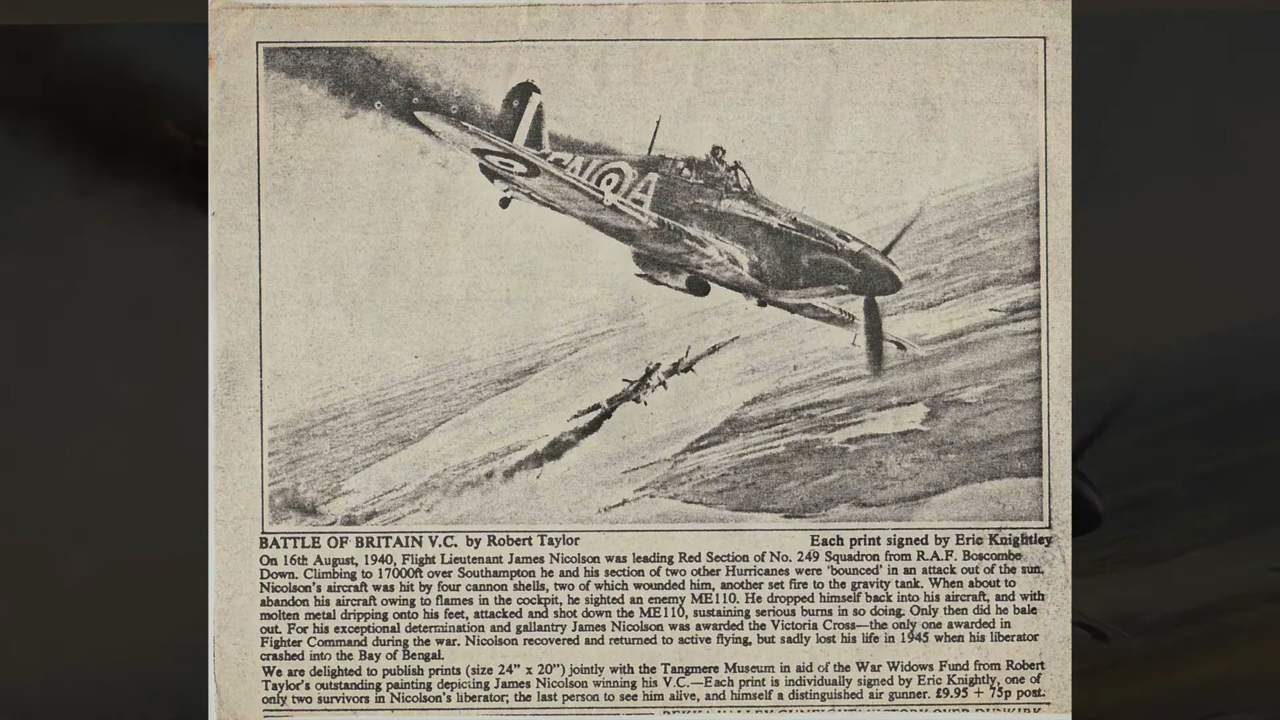 GN A
BATTLE OF BRITAIN V.C. by Robert Taylor Each print signed by Eric Knightley
On 16th August, 1940, Flight Lieutenant James Nicolson was leading Red Section of No. 249 Squadron from R.A.F. Boscombe
Down. Climbing to 17000ft over Southampton he and his section of two other Hurricanes were ‘bounced’ in an attack out of the sun.
Nicolson's aircraft was hit by four cannon shells, two of which wounded him, another set fire to the gravity tank. When about to
abandon his aircraft owing to flames in the cockpit, he sighted an enemy ME110. He dropped himself back into his aircraft, and with
molten metal dripping onto his feet, attacked and shot down the ME110, sustaining serious burns in so doing. Only then did he bale
out. For his exceptional determination and gallantry James Nicolson was awarded the Victoria Cross—the only one awarded in
Fighter Command during the war. Nicolson recovered and returned to active flying, but sadly lost his life in 1945 when his liberator
crashed into the Bay of Bengal.
We are delighted to publish prints (size 24” x 20”) jointly with the Tangmere Museum in aid of the War Widows Fund from Robert
Taylor's outstanding painting depicting James Nicolson winning his V.C.—Each print is individually signed by Eric Knightly, one of
only two survivors in Nicolson's liberator; the last person to see him alive, and himself a distinguished air gunner. £9.95 + 75p post.